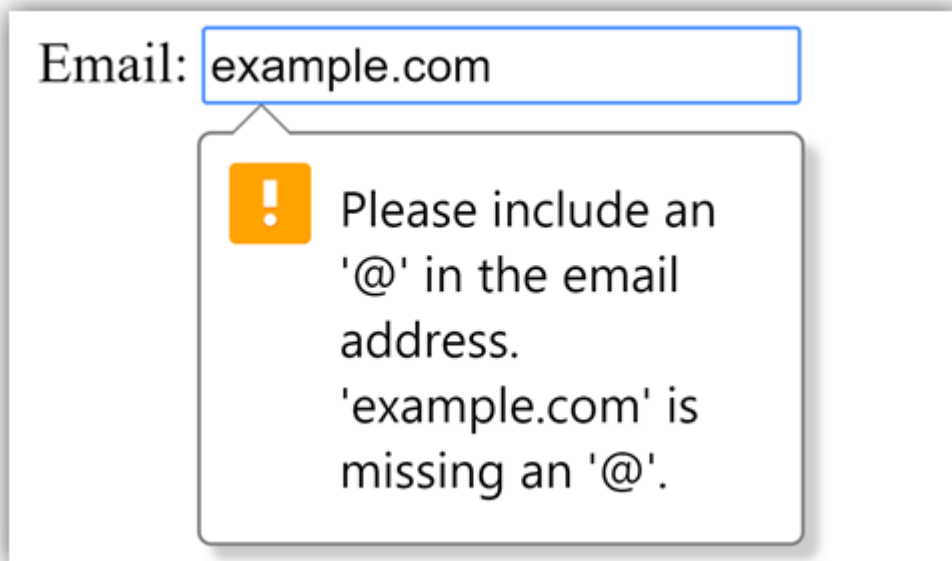 Email: example.com
Please include an
'@' in the email
address.
'example.com' is
missing an '@'.